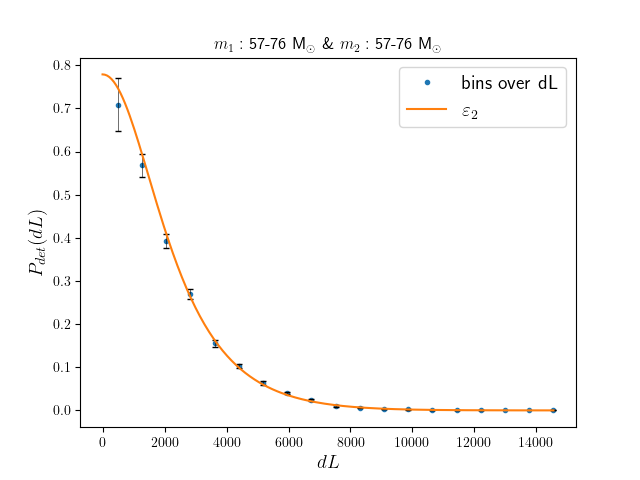 m₁ : 57-76 M☉ & m₂ : 57-76 M☉
bins over dL
ε₂
P_det(dL)
0.8
0.7
0.6
0.5
0.4
0.3
0.2
0.1
0.0
0 2000 4000 6000 8000 10000 12000 14000
dL